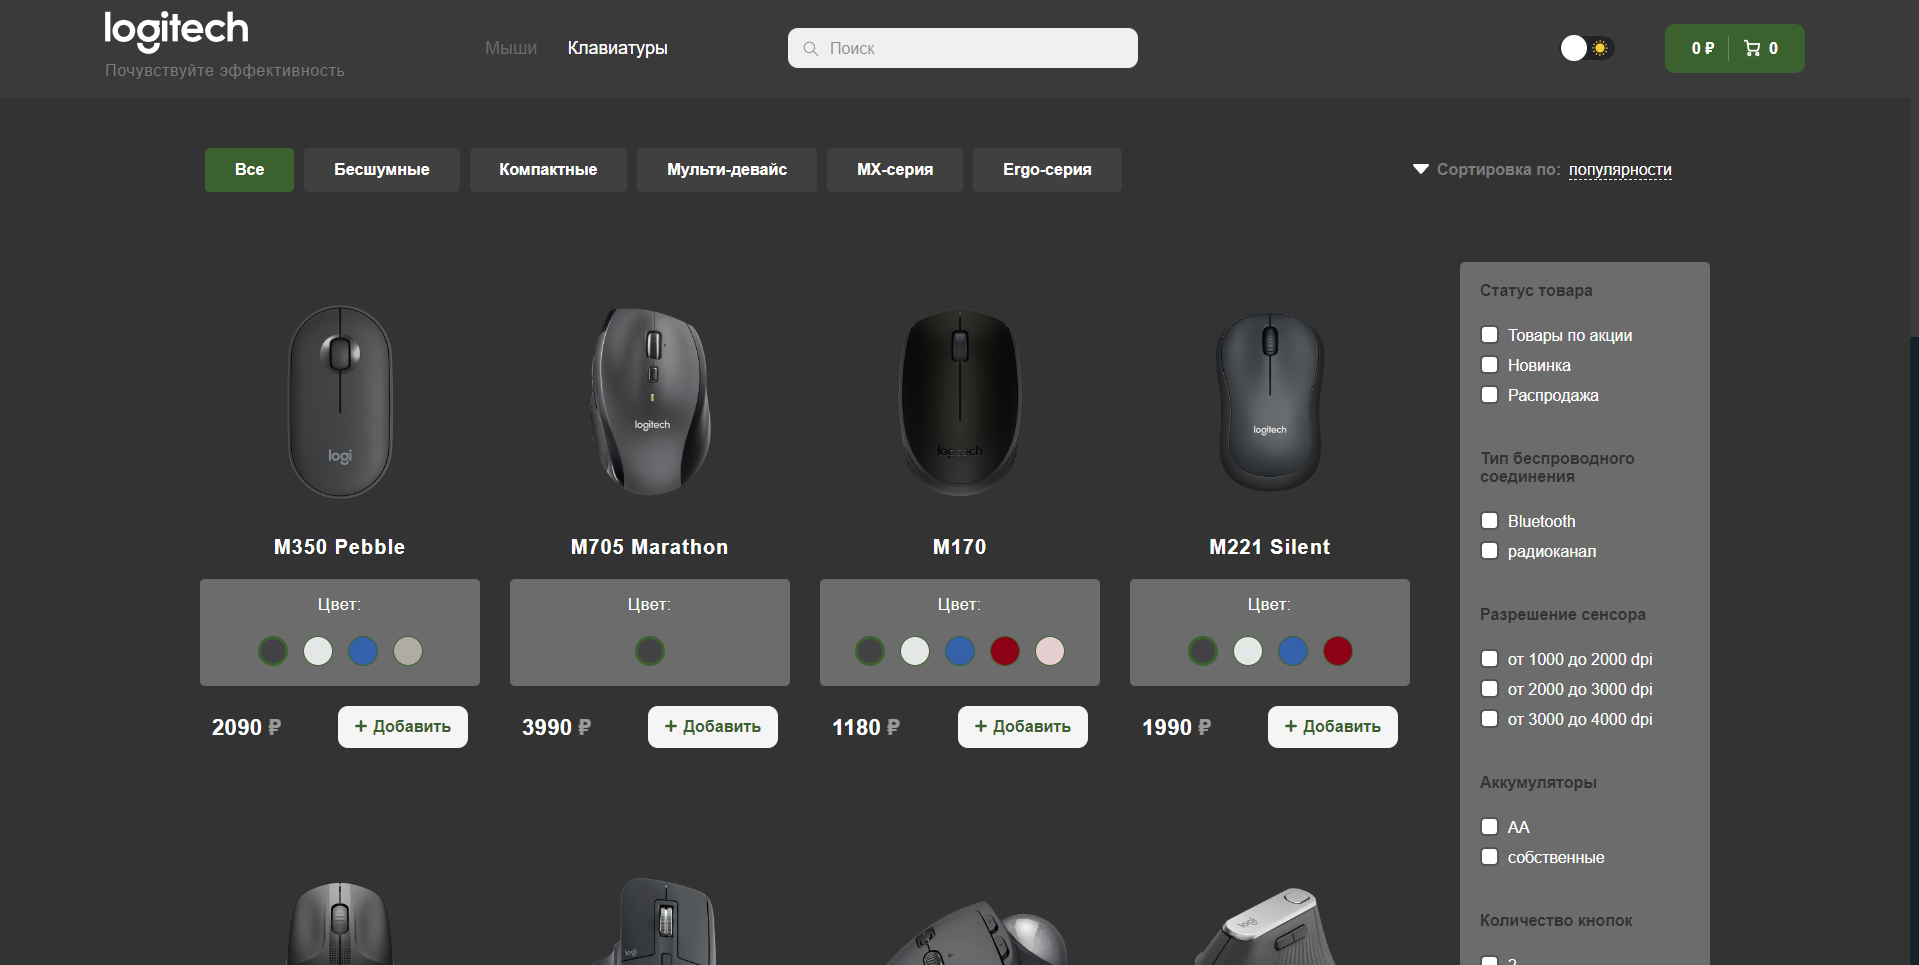 logitech
Почувствуйте эффективность
Мыши
Клавиатуры
Поиск
0 ₽
0
Все
Бесшумные
Компактные
Мульти-девайс
MX-серия
Ergo-серия
Сортировка по: популярности
logi
logitech
logitech
logitech
M350 Pebble
M705 Marathon
M170
M221 Silent
Цвет:
Цвет:
Цвет:
Цвет:
2090 ₽
+ Добавить
3990 ₽
+ Добавить
1180 ₽
+ Добавить
1990 ₽
+ Добавить
logi
logi
Статус товара
Товары по акции
Новинка
Распродажа
Тип беспроводного
соединения
Bluetooth
радиоканал
Разрешение сенсора
от 1000 до 2000 dpi
от 2000 до 3000 dpi
от 3000 до 4000 dpi
Аккумуляторы
AA
собственные
Количество кнопок